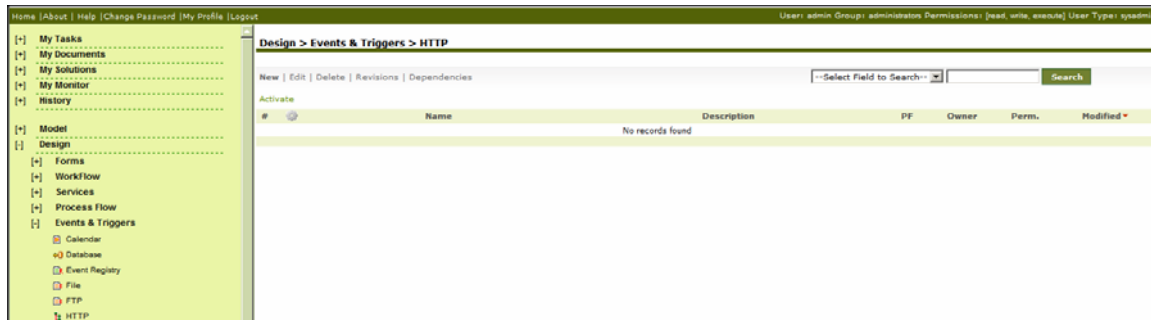 Home |About | Help |Change Password |My Profile |Logout
User: admin Group: administrators Permissions: [read, write, execute] User Type: sysadmi
[+] My Tasks
[+] My Documents
[+] My Solutions
[+] My Monitor
[+] History
[+] Model
[-] Design
[+] Forms
[+] WorkFlow
[+] Services
[+] Process Flow
[-] Events & Triggers
Calendar
Database
Event Registry
File
FTP
HTTP
Design > Events & Triggers > HTTP
New | Edit | Delete | Revisions | Dependencies
--Select Field to Search-- Search
Activate
# Name Description PF Owner Perm. Modified
No records found